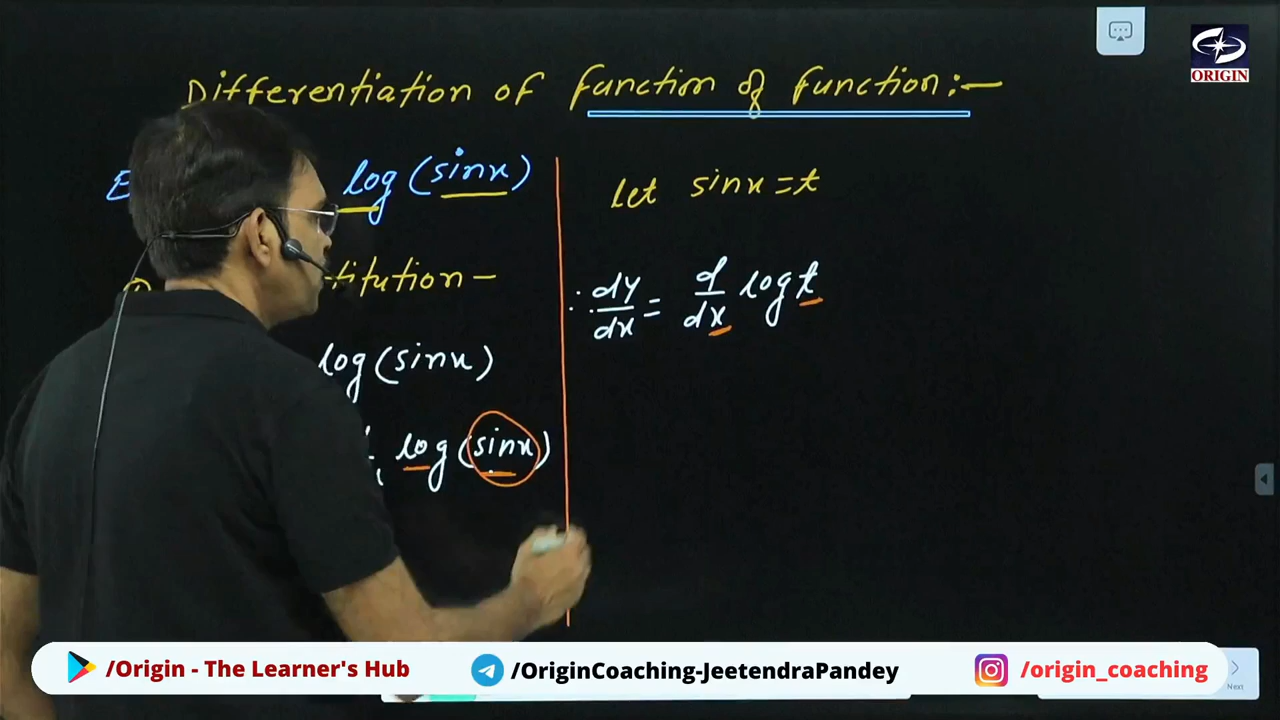 ORIGIN
Differentiation of function of function:-
log (sinx)
titution -
log (sinx)
log (sinx)
let sinx = t
∴ dy/dx = d/dx log t
/Origin - The Learner's Hub
/OriginCoaching-JeetendraPandey
/origin_coaching
Next